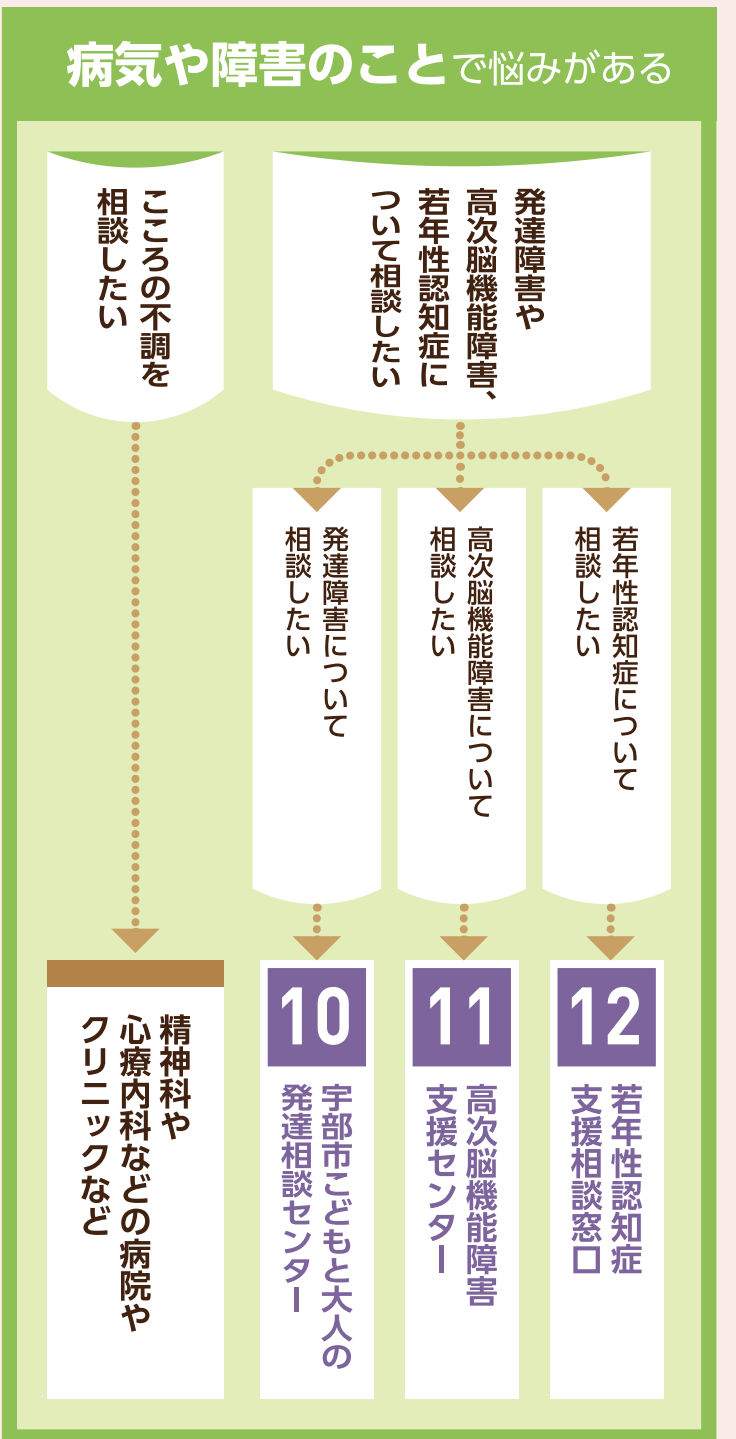 病気や障害のことで悩みがある
発達障害や
高次脳機能障害、
若年性認知症に
ついて相談したい
こころの不調を
相談したい
若年性認知症について
相談したい
高次脳機能障害について
相談したい
発達障害について
相談したい
12
若年性認知症
支援相談窓口
11
高次脳機能障害
支援センター
10
宇部市こどもと大人の
発達相談センター
精神科や
心療内科などの病院や
クリニックなど